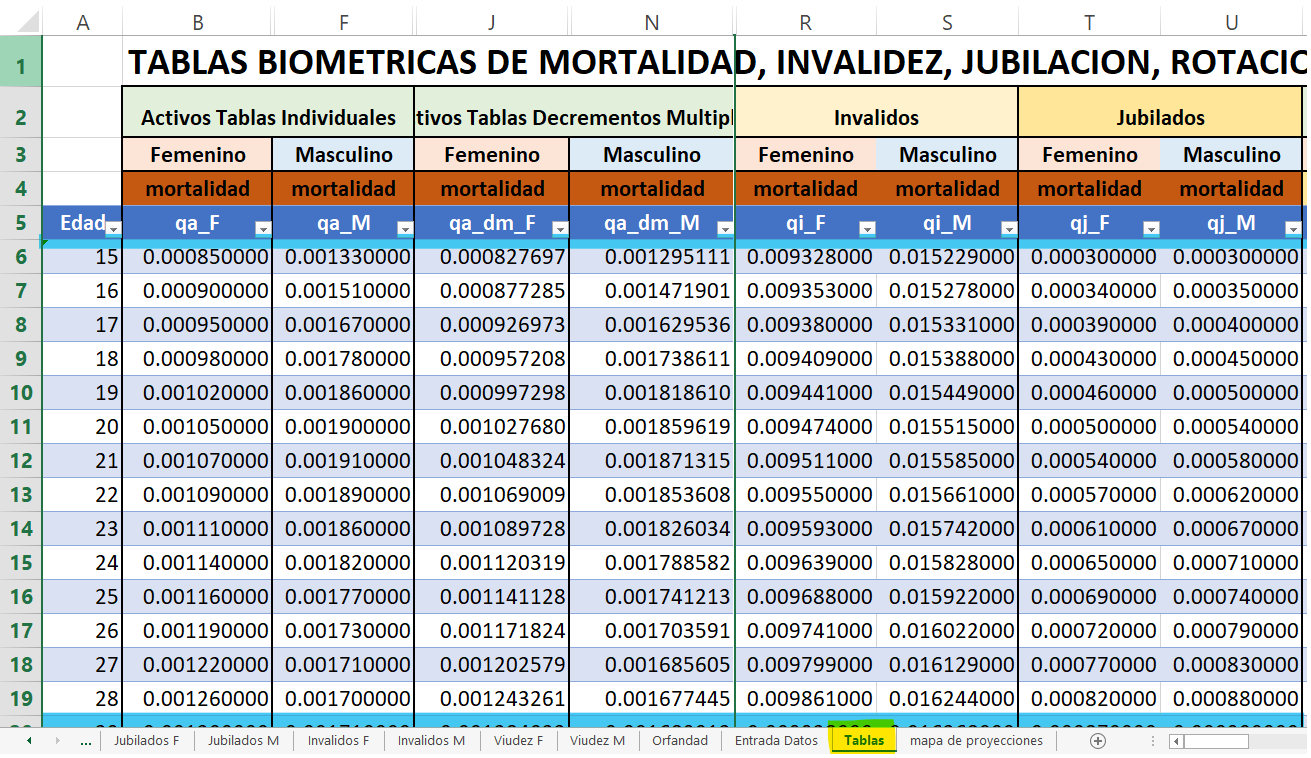 A B F J N R S T U
1 TABLAS BIOMETRICAS DE MORTALIDAD, INVALIDEZ, JUBILACION, ROTACIO
2 Activos Tablas Individuales tivos Tablas Decrementos Multipl Invalidos Jubilados
3 Femenino Masculino Femenino Masculino Femenino Masculino Femenino Masculino
4 mortalidad mortalidad mortalidad mortalidad mortalidad mortalidad mortalidad mortalidad
5 Edad qa_F qa_M qa_dm_F qa_dm_M qi_F qi_M qj_F qj_M
6 15 0.000850000 0.001330000 0.000827697 0.001295111 0.009328000 0.015229000 0.000300000 0.000300000
7 16 0.000900000 0.001510000 0.000877285 0.001471901 0.009353000 0.015278000 0.000340000 0.000350000
8 17 0.000950000 0.001670000 0.000926973 0.001629536 0.009380000 0.015331000 0.000390000 0.000400000
9 18 0.000980000 0.001780000 0.000957208 0.001738611 0.009409000 0.015388000 0.000430000 0.000450000
10 19 0.001020000 0.001860000 0.000997298 0.001818610 0.009441000 0.015449000 0.000460000 0.000500000
11 20 0.001050000 0.001900000 0.001027680 0.001859619 0.009474000 0.015515000 0.000500000 0.000540000
12 21 0.001070000 0.001910000 0.001048324 0.001871315 0.009511000 0.015585000 0.000540000 0.000580000
13 22 0.001090000 0.001890000 0.001069009 0.001853608 0.009550000 0.015661000 0.000570000 0.000620000
14 23 0.001110000 0.001860000 0.001089728 0.001826034 0.009593000 0.015742000 0.000610000 0.000670000
15 24 0.001140000 0.001820000 0.001120319 0.001788582 0.009639000 0.015828000 0.000650000 0.000710000
16 25 0.001160000 0.001770000 0.001141128 0.001741213 0.009688000 0.015922000 0.000690000 0.000740000
17 26 0.001190000 0.001730000 0.001171824 0.001703591 0.009741000 0.016022000 0.000720000 0.000790000
18 27 0.001220000 0.001710000 0.001202579 0.001685605 0.009799000 0.016129000 0.000770000 0.000830000
19 28 0.001260000 0.001700000 0.001243261 0.001677445 0.009861000 0.016244000 0.000820000 0.000880000
... Jubilados F Jubilados M Invalidos F Invalidos M Viudez F Viudez M Orfandad Entrada Datos Tablas mapa de proyecciones